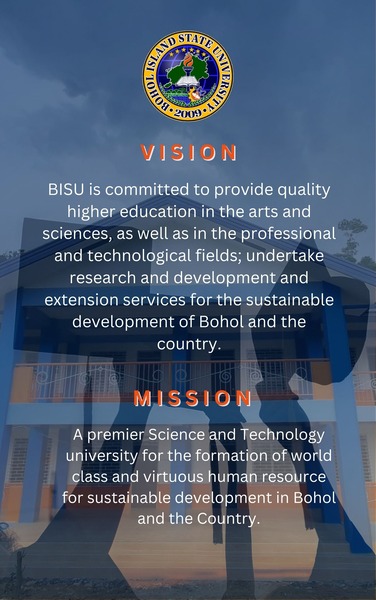 BOHOL ISLAND STATE UNIVERSITY
2009
VISION
BISU is committed to provide quality
higher education in the arts and
sciences, as well as in the professional
and technological fields; undertake
research and development and
extension services for the sustainable
development of Bohol and the
country.
MISSION
A premier Science and Technology
university for the formation of world
class and virtuous human resource
for sustainable development in Bohol
and the Country.